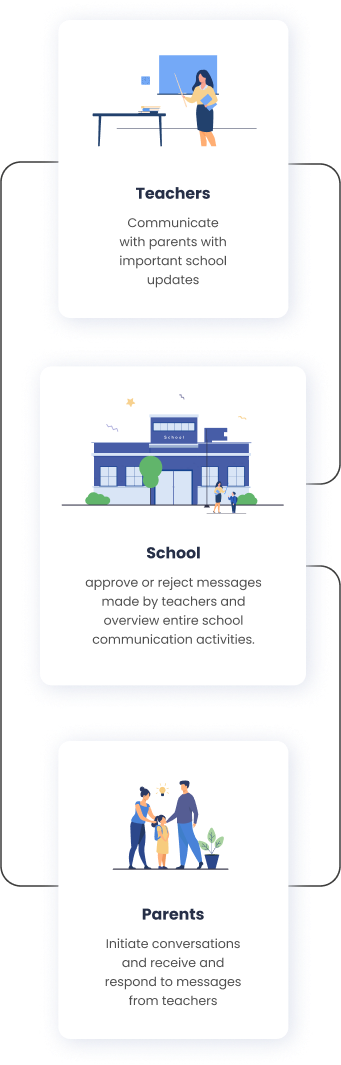 Teachers
Communicate
with parents with
important school
updates
School
School
approve or reject messages
made by teachers and
overview entire school
communication activities.
Parents
Initiate conversations
and receive and
respond to messages
from teachers